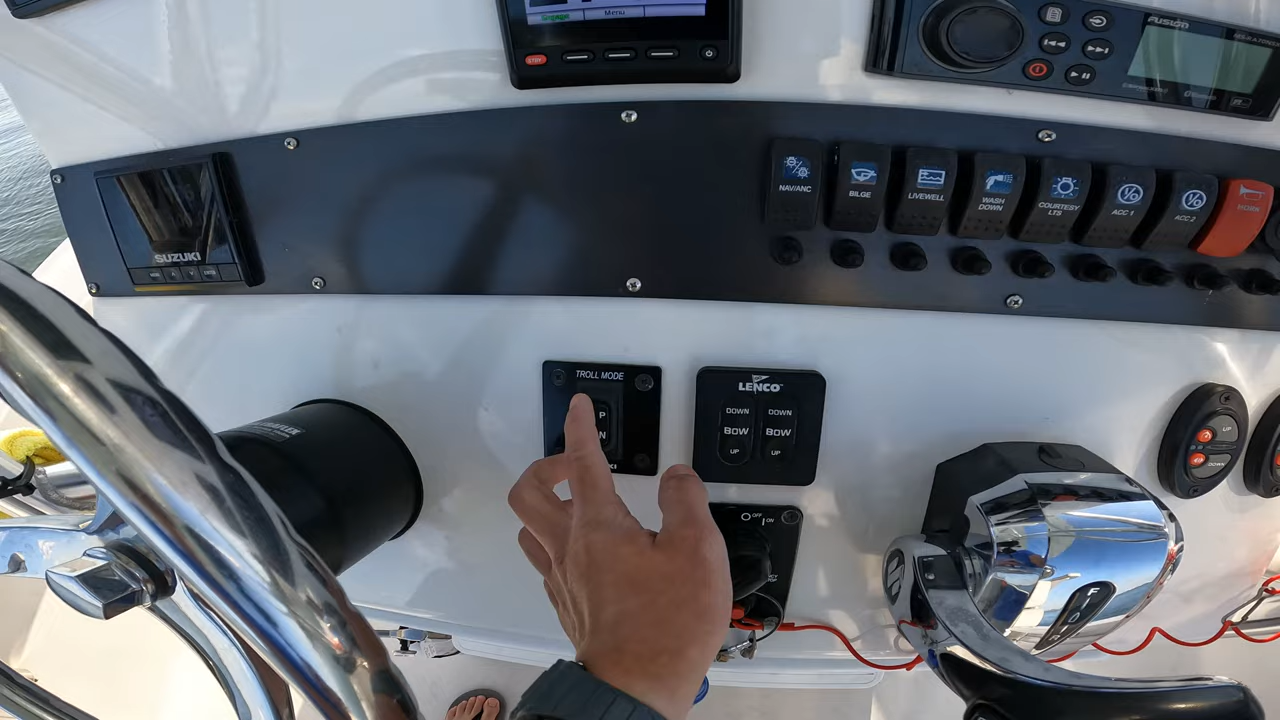 Menu
STBY
FUSION
NAV/ANC
BILGE
LIVEWELL
WASH
DOWN
COURTESY
LTS
ACC 1
ACC 2
HORN
SUZUKI
TROLL MODE
LENCO
DOWN DOWN
BOW BOW
UP UP
OFF
ON
UP
DOWN
F